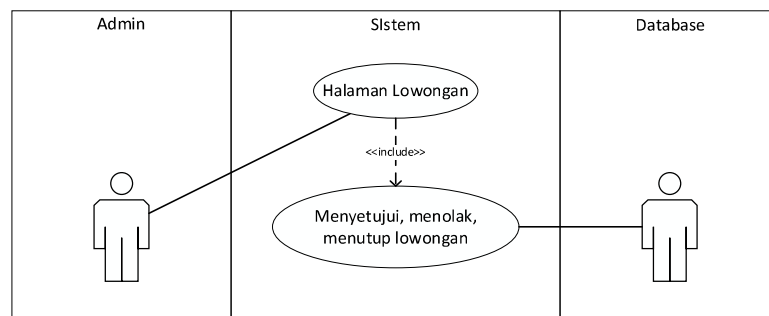 Admin
SIstem
Database
Halaman Lowongan
<<include>>
Menyetujui, menolak,
menutup lowongan